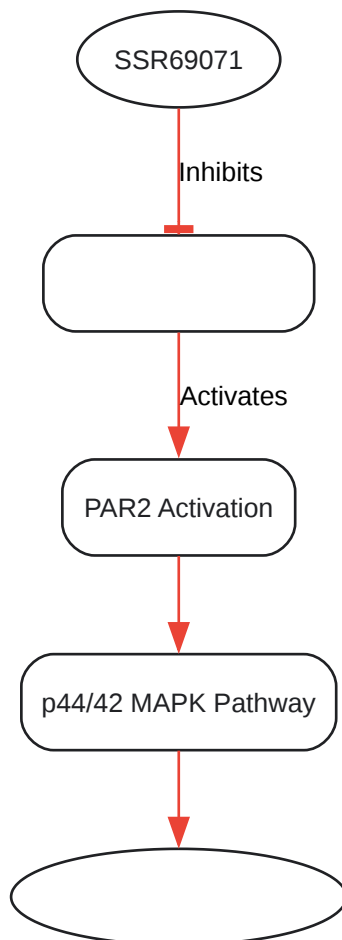 SSR69071
Inhibits
Activates
PAR2 Activation
p44/42 MAPK Pathway